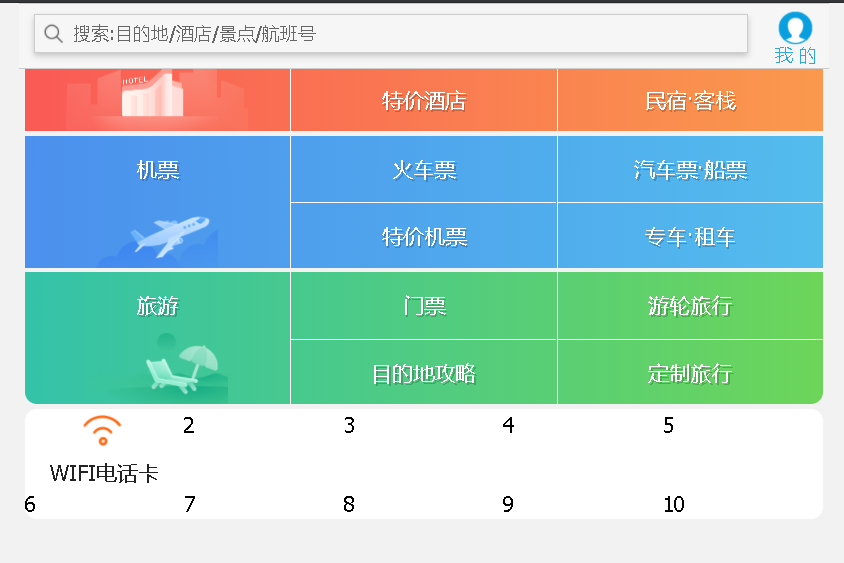 搜索:目的地/酒店/景点/航班号
我 的
HOTEL
特价酒店
民宿·客栈
机票
火车票
汽车票·船票
特价机票
专车·租车
旅游
门票
游轮旅行
目的地攻略
定制旅行
2
3
4
5
WIFI电话卡
6
7
8
9
10